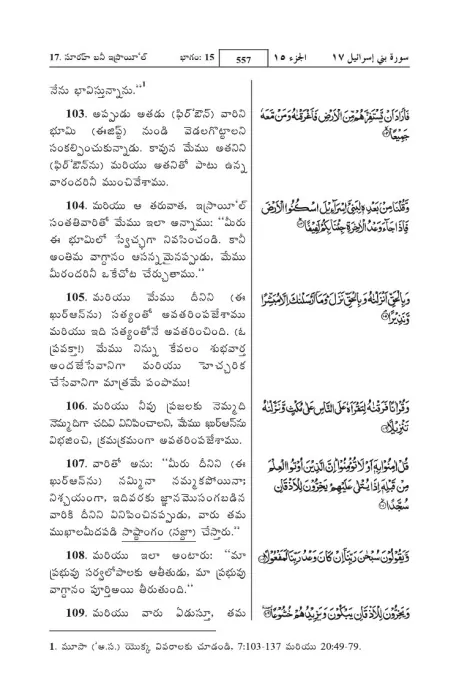 17. సూరహ్ బనీ ఇస్రాయీ'ల్ భాగం: 15 557 الجزء ١٥ سورة بني إسرائيل ١٧
నేను భావిస్తున్నాను.‘‘1
103. అప్పుడు అతడు (ఫిర్'ఔన్) వారిని
భూమి (ఈజిప్ట్) నుండి వెడలగొట్టాలని
సంకల్పించుకున్నాడు. కావున మేము అతనిని
(ఫిర్'ఔన్ను) మరియు అతనితో పాటు ఉన్న
వారందరినీ ముంచివేశాము.
فَأَرَادَ أَن يَسْتَفِزَّهُم مِّنَ الْأَرْضِ فَأَغْرَقْنَاهُ وَمَن مَّعَهُ
جَمِيعًا
104. మరియు ఆ తరువాత, ఇస్రాయీ'ల్
సంతతివారితో మేము ఇలా అన్నాము: ‘‘మీరు
ఈ భూమిలో స్వేచ్ఛగా నివసించండి. కానీ
అంతిమ వాగ్దానం ఆసన్నమైనప్పుడు, మేము
మీరందరినీ ఒకేచోట చేర్చుతాము.‘‘
وَقُلْنَا مِن بَعْدِهِ لِبَنِي إِسْرَائِيلَ اسْكُنُوا الْأَرْضَ
فَإِذَا جَاءَ وَعْدُ الْآخِرَةِ جِئْنَا بِكُمْ لَفِيفًا
105. మరియు మేము దీనిని (ఈ
ఖుర్ఆన్ను) సత్యంతో అవతరింపజేశాము
మరియు ఇది సత్యంతోనే అవతరించింది. (ఓ
ప్రవక్తా!) మేము నిన్ను కేవలం శుభవార్త
అందజేసేవానిగా మరియు హెచ్చరిక
చేసేవానిగా మాత్రమే పంపాము!
وَبِالْحَقِّ أَنزَلْنَاهُ وَبِالْحَقِّ نَزَلَ وَمَا أَرْسَلْنَاكَ إِلَّا مُبَشِّرًا
وَنَذِيرًا
106. మరియు నీవు ప్రజలకు నెమ్మది
నెమ్మదిగా చదివి వినిపించాలని, మేము ఖుర్ఆన్ను
విభజించి, క్రమక్రమంగా అవతరింపజేశాము.
وَقُرْآنًا فَرَقْنَاهُ لِتَقْرَأَهُ عَلَى النَّاسِ عَلَىٰ مُكْثٍ وَنَزَّلْنَاهُ
تَنزِيلًا
107. వారితో అను: ‘‘మీరు దీనిని (ఈ
ఖుర్ఆన్ను) నమ్మినా నమ్మకపోయినా;
నిశ్చయంగా, ఇదివరకు జ్ఞానమొసంగబడిన
వారికి దీనిని వినిపించినప్పుడు, వారు తమ
ముఖాలమీదపడి సాష్టాంగం (సజ్దా) చేస్తారు.‘‘
قُلْ آمِنُوا بِهِ أَوْ لَا تُؤْمِنُوا إِنَّ الَّذِينَ أُوتُوا الْعِلْمَ
مِن قَبْلِهِ إِذَا يُتْلَىٰ عَلَيْهِمْ يَخِرُّونَ لِلْأَذْقَانِ
سُجَّدًا
108. మరియు ఇలా అంటారు: ‘‘మా
ప్రభువు సర్వలోపాలకు అతీతుడు, మా ప్రభువు
వాగ్దానం పూర్తిఅయి తీరుతుంది.‘‘
وَيَقُولُونَ سُبْحَانَ رَبِّنَا إِن كَانَ وَعْدُ رَبِّنَا لَمَفْعُولًا
109. మరియు వారు ఏడుస్తూ, తమ
وَيَخِرُّونَ لِلْأَذْقَانِ يَبْكُونَ وَيَزِيدُهُمْ خُشُوعًا
1. మూసా ('అ.స.) యొక్క వివరాలకు చూడండి, 7:103-137 మరియు 20:49-79.